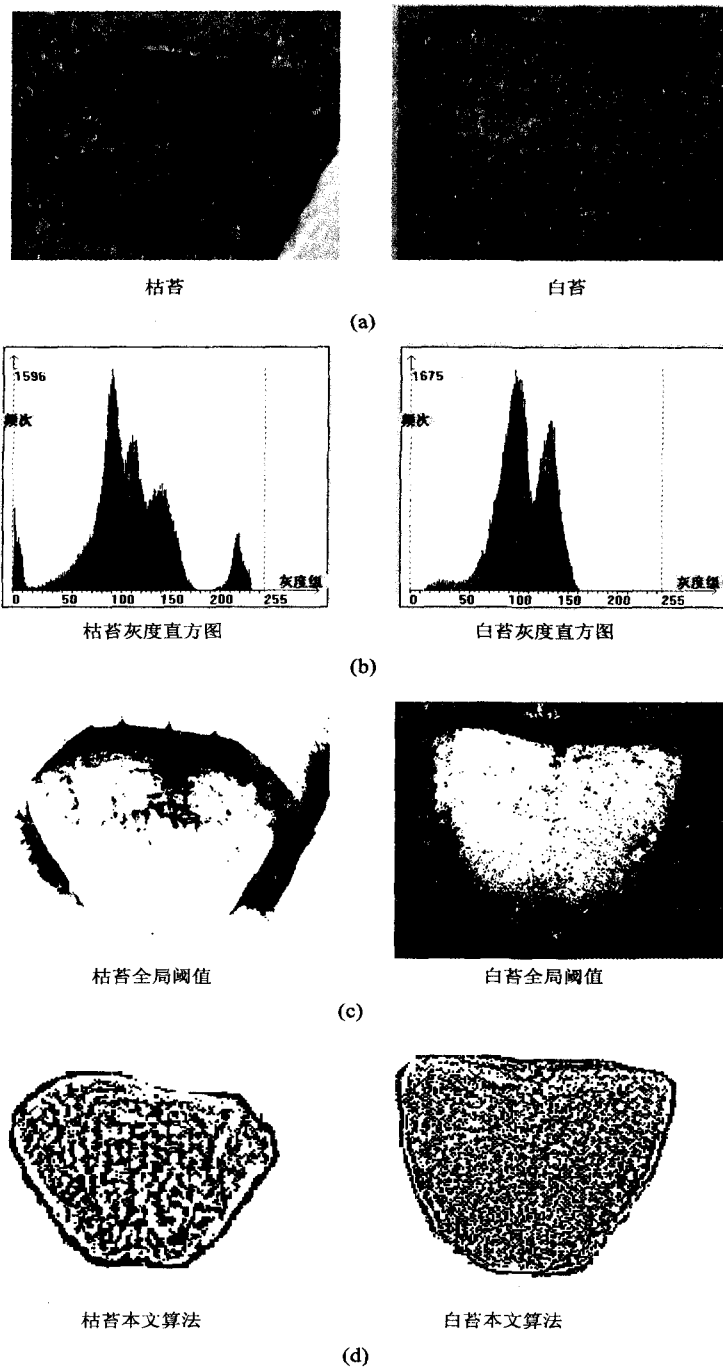 枯苔 白苔
(a)
1596
频次
灰度级
0 50 100 150 200 255
1675
频次
灰度级
0 50 100 150 200 255
枯苔灰度直方图 白苔灰度直方图
(b)
枯苔全局阈值 白苔全局阈值
(c)
枯苔本文算法 白苔本文算法
(d)